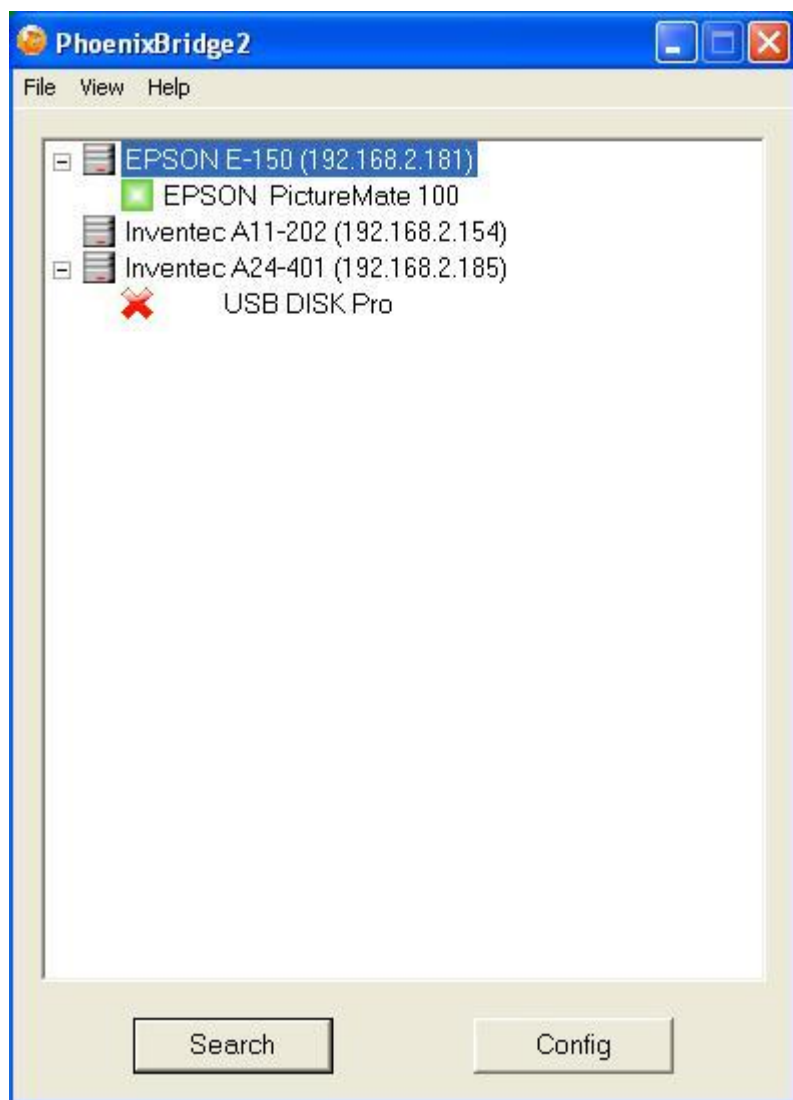 PhoenixBridge2
File View Help
EPSON E-150 (192.168.2.181)
EPSON PictureMate 100
Inventec A11-202 (192.168.2.154)
Inventec A24-401 (192.168.2.185)
USB DISK Pro
Search Config